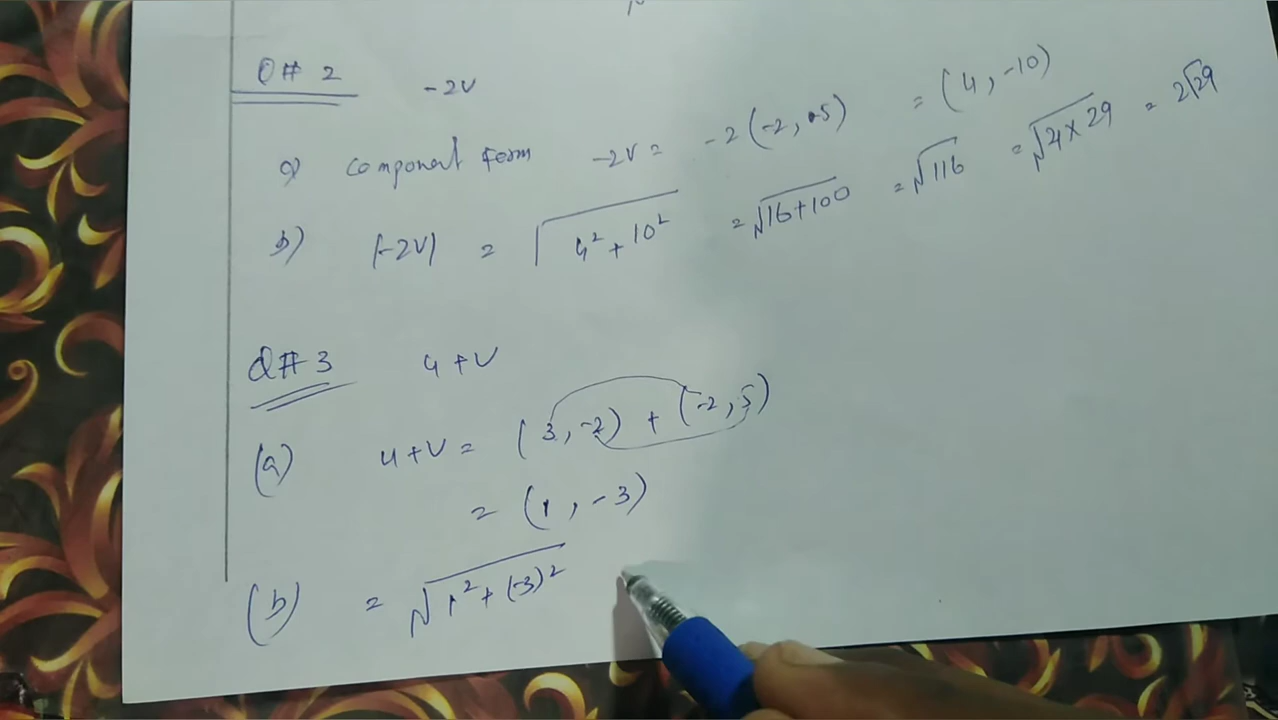 Q# 2 -2v
a) component form -2v = -2(-2, 5) = (4, -10)
b) |-2v| = √4² + 10² = √16+100 = √116 = √4×29 = 2√29
Q# 3 u+v
(a) u+v = (3, -2) + (-2, 5)
= (1, -3)
(b) = √1² + (-3)²